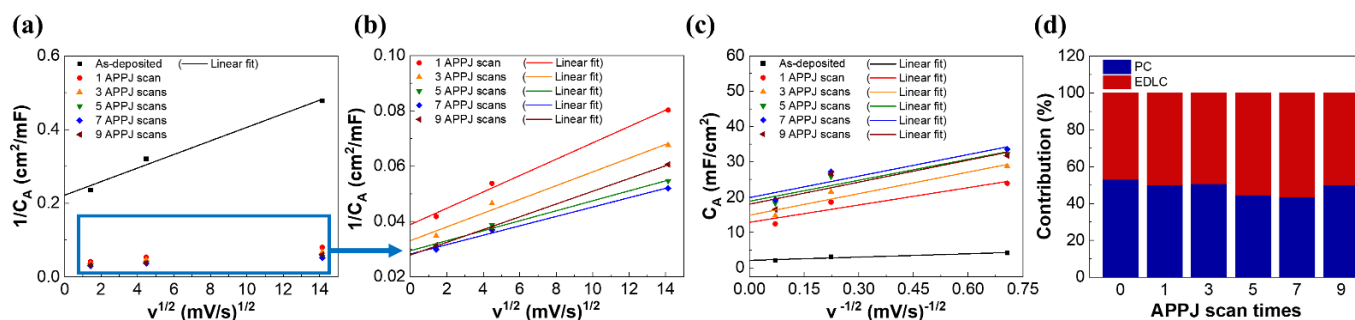 (a)
0.6
0.4
0.2
0.0
1/C_A (cm²/mF)
As-deposited (— Linear fit)
1 APPJ scan
3 APPJ scans
5 APPJ scans
7 APPJ scans
9 APPJ scans
0 2 4 6 8 10 12 14
v^1/2 (mV/s)^1/2
(b)
0.10
0.08
0.06
0.04
0.02
1/C_A (cm²/mF)
1 APPJ scan (— Linear fit)
3 APPJ scans (— Linear fit)
5 APPJ scans (— Linear fit)
7 APPJ scans (— Linear fit)
9 APPJ scans (— Linear fit)
0 2 4 6 8 10 12 14
v^1/2 (mV/s)^1/2
(c)
60
50
40
30
20
10
0
C_A (mF/cm²)
As-deposited (— Linear fit)
1 APPJ scan (— Linear fit)
3 APPJ scans (— Linear fit)
5 APPJ scans (— Linear fit)
7 APPJ scans (— Linear fit)
9 APPJ scans (— Linear fit)
0.00 0.15 0.30 0.45 0.60 0.75
v^-1/2 (mV/s)^-1/2
(d)
120
100
80
60
40
20
0
Contribution (%)
PC
EDLC
0 1 3 5 7 9
APPJ scan times